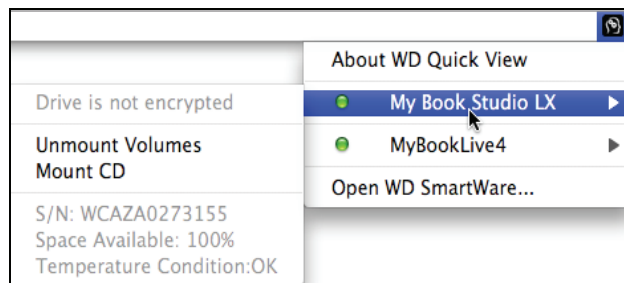 About WD Quick View
My Book Studio LX
MyBookLive4
Open WD SmartWare...
Drive is not encrypted
Unmount Volumes
Mount CD
S/N: WCAZA0273155
Space Available: 100%
Temperature Condition:OK